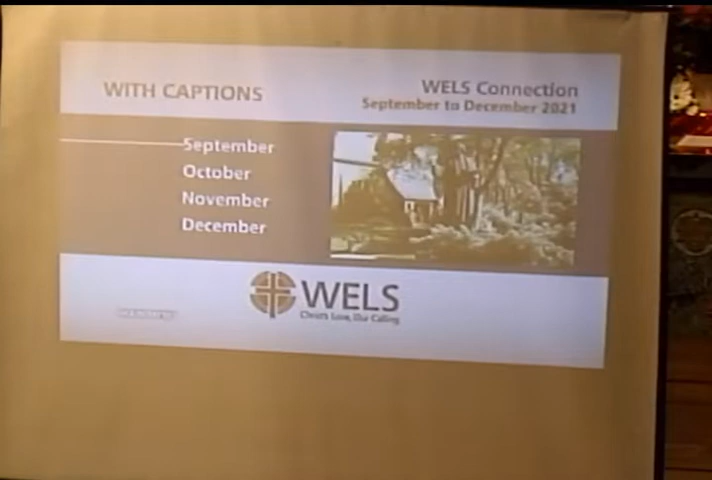 WITH CAPTIONS
WELS Connection
September to December 2021
September
October
November
December
WELS
Christ's Love, Our Calling